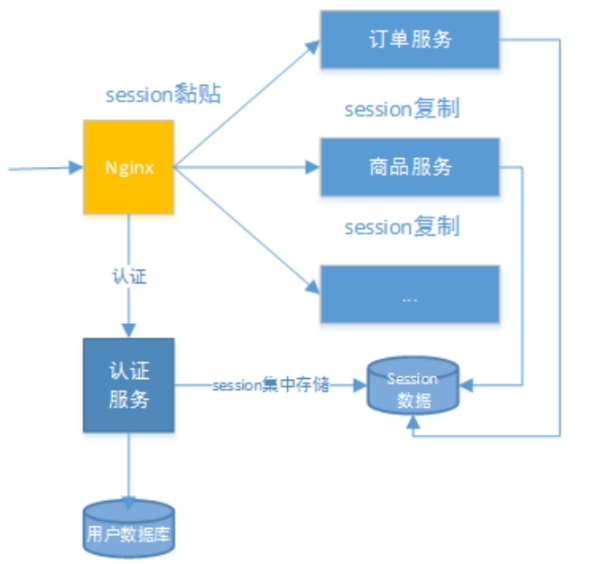 订单服务
session黏贴
session复制
Nginx
商品服务
session复制
认证
...
认证
服务
session集中存储
Session
数据
用户数据库